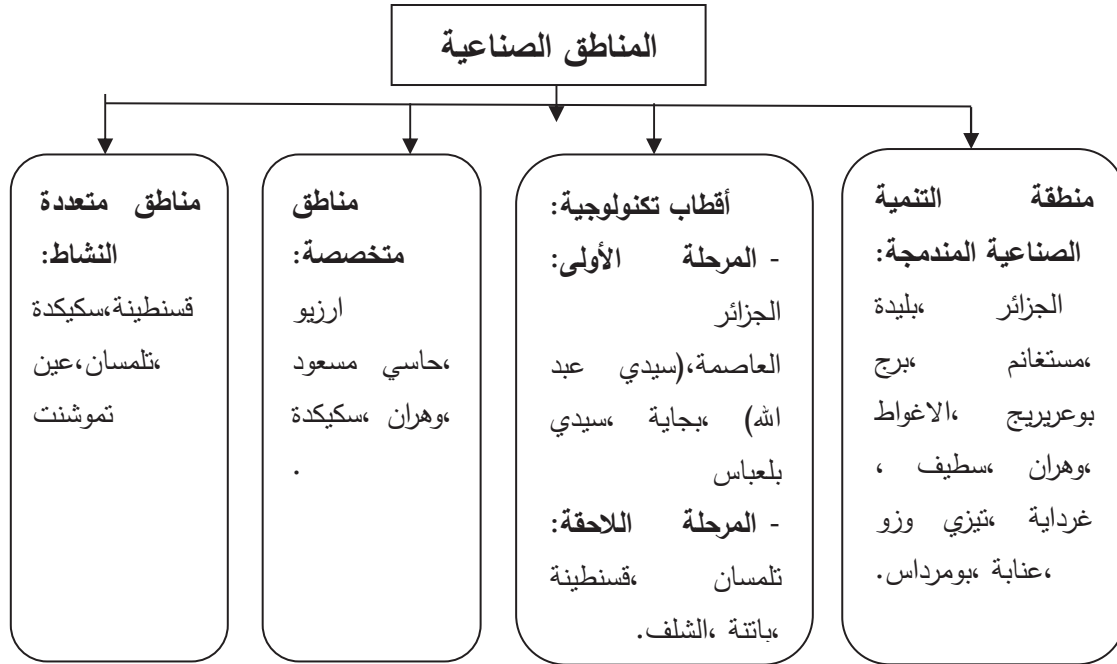 المناطق الصناعية
منطقة التنمية
الصناعية المندمجة:
الجزائر ،بليدة
،مستغانم ،برج
بوعريريج ،الاغواط
،وهران ،سطيف ،
غرداية ،تيزي وزو
،عنابة ،بومرداس.
أقطاب تكنولوجية:
- المرحلة الأولى:
الجزائر
العاصمة،(سيدي عبد
الله) ،بجاية ،سيدي
بلعباس
- المرحلة اللاحقة:
تلمسان ،قسنطينة
،باتنة ،الشلف.
مناطق
متخصصة:
ارزيو
،حاسي مسعود
،وهران ،سكيكدة
.
مناطق متعددة
النشاط:
قسنطينة،سكيكدة
،تلمسان،عين
تموشنت